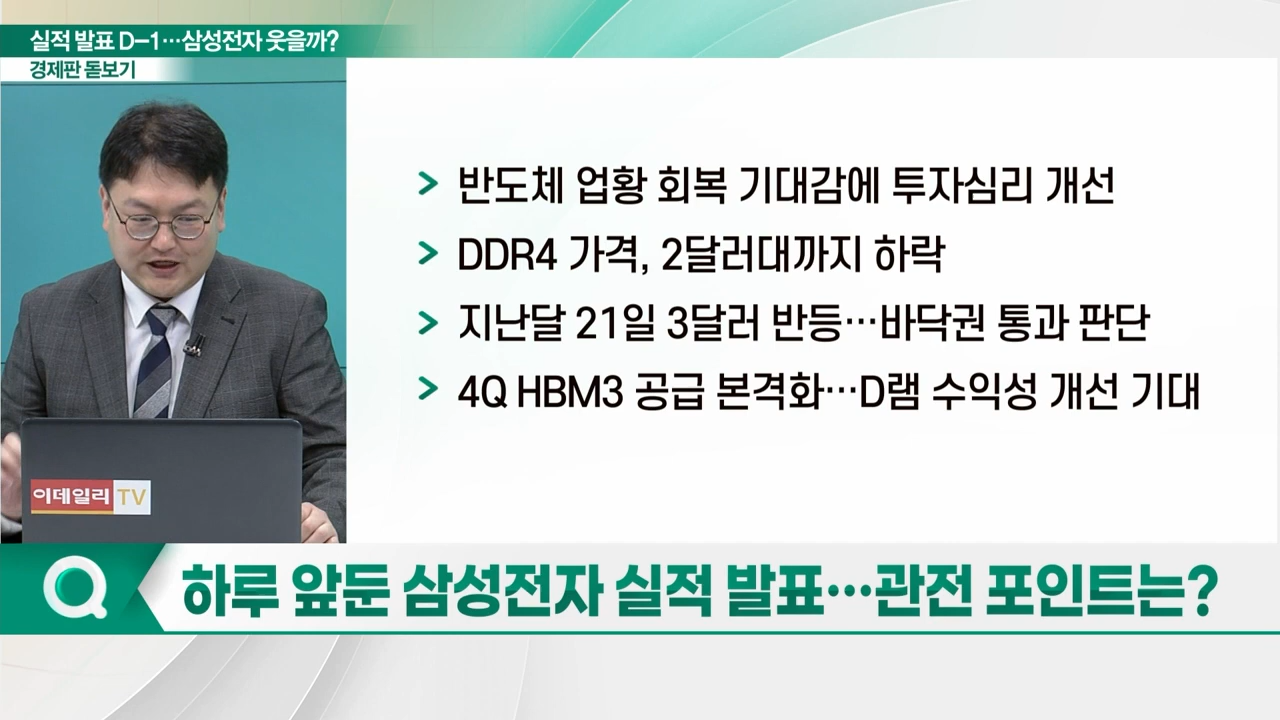 실적 발표 D-1…삼성전자 웃을까?
경제판 돋보기
> 반도체 업황 회복 기대감에 투자심리 개선
> DDR4 가격, 2달러대까지 하락
> 지난달 21일 3달러 반등…바닥권 통과 판단
> 4Q HBM3 공급 본격화…D램 수익성 개선 기대
이데일리 TV
Q 하루 앞둔 삼성전자 실적 발표…관전 포인트는?